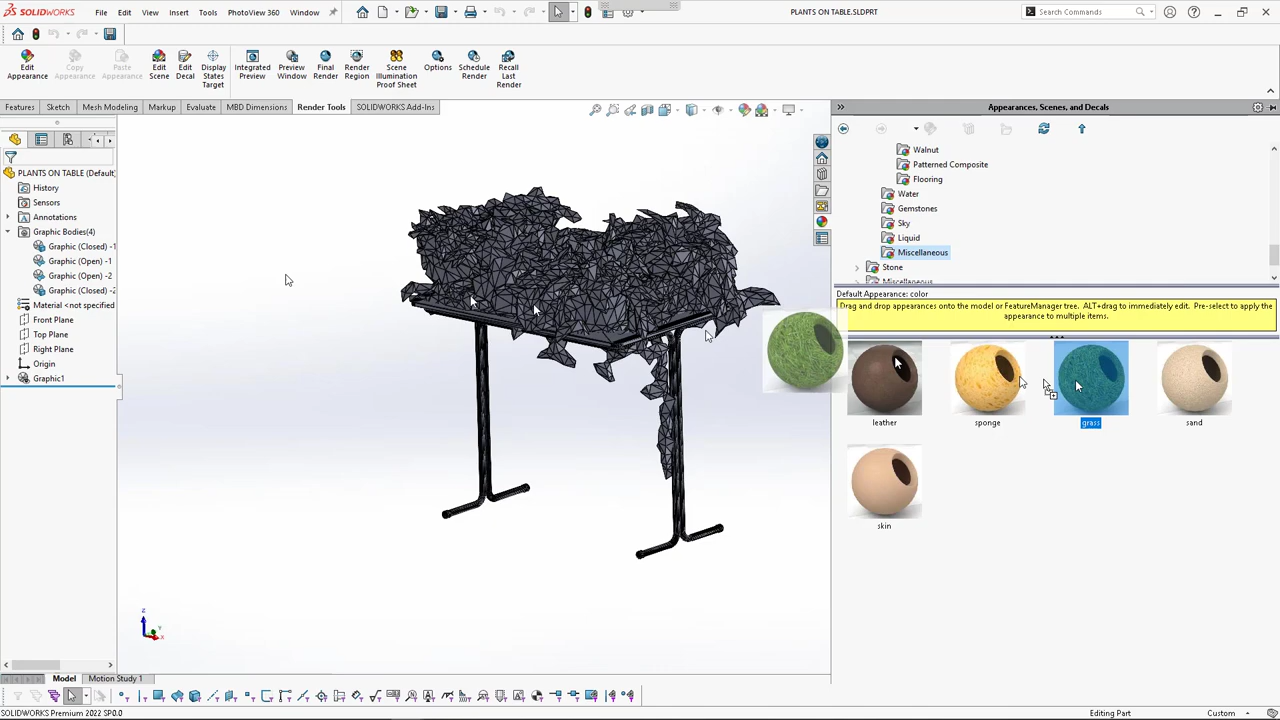 SOLIDWORKS
File Edit View Insert Tools PhotoView 360 Window
PLANTS ON TABLE.SLDPRT
Search Commands
Edit Appearance
Copy Appearance
Paste Appearance
Edit Scene
Edit Decal
Display States Target
Integrated Preview
Preview Window
Final Render
Render Region
Scene Illumination Proof Sheet
Options
Schedule Render
Recall Last Render
Features Sketch Mesh Modeling Markup Evaluate MBD Dimensions Render Tools SOLIDWORKS Add-Ins
Appearances, Scenes, and Decals
PLANTS ON TABLE (Default)
History
Sensors
Annotations
Graphic Bodies(4)
Graphic (Closed) -1
Graphic (Open) -1
Graphic (Open) -2
Graphic (Closed) -2
Material <not specified
Front Plane
Top Plane
Right Plane
Origin
Graphic1
Walnut
Patterned Composite
Flooring
Water
Gemstones
Sky
Liquid
Miscellaneous
Stone
Miscellaneous
Default Appearance: color
Drag and drop appearances onto the model or FeatureManager tree. ALT+drag to immediately edit. Pre-select to apply the
appearance to multiple items.
leather
sponge
grass
sand
skin
Z
Y
X
Model Motion Study 1
SOLIDWORKS Premium 2022 SP0.0
Editing Part
Custom